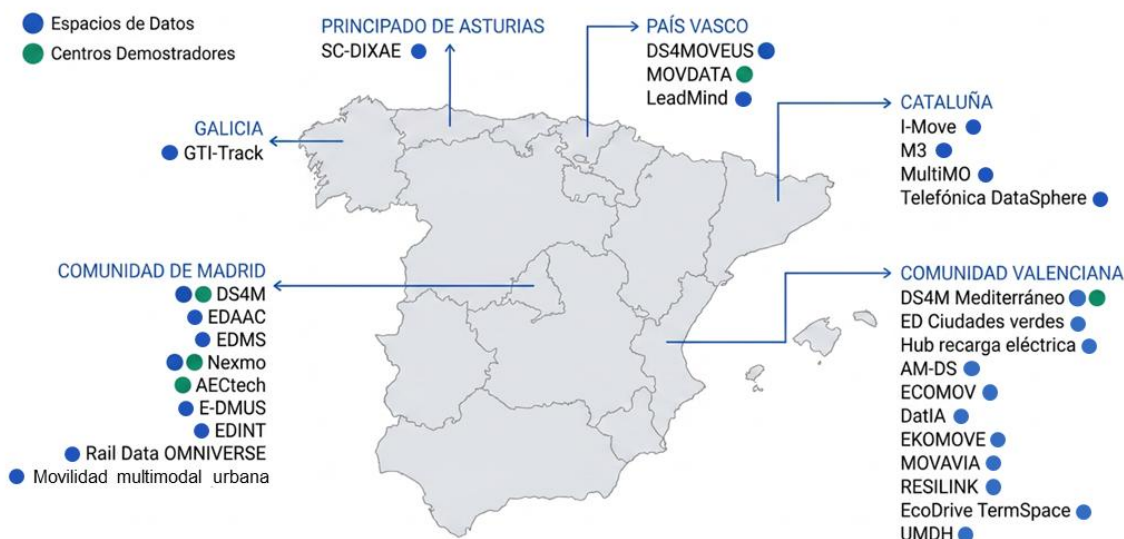 Espacios de Datos
Centros Demostradores
PRINCIPADO DE ASTURIAS
SC-DIXAE
PAÍS VASCO
DS4MOVEUS
MOVDATA
LeadMind
GALICIA
GTI-Track
CATALUÑA
I-Move
M3
MultiMO
Telefónica DataSphere
COMUNIDAD DE MADRID
DS4M
EDAAC
EDMS
Nexmo
AECtech
E-DMUS
EDINT
Rail Data OMNIVERSE
Movilidad multimodal urbana
COMUNIDAD VALENCIANA
DS4M Mediterráneo
ED Ciudades verdes
Hub recarga eléctrica
AM-DS
ECOMOV
DatIA
EKOMOVE
MOVAVIA
RESILINK
EcoDrive TermSpace
UMDH